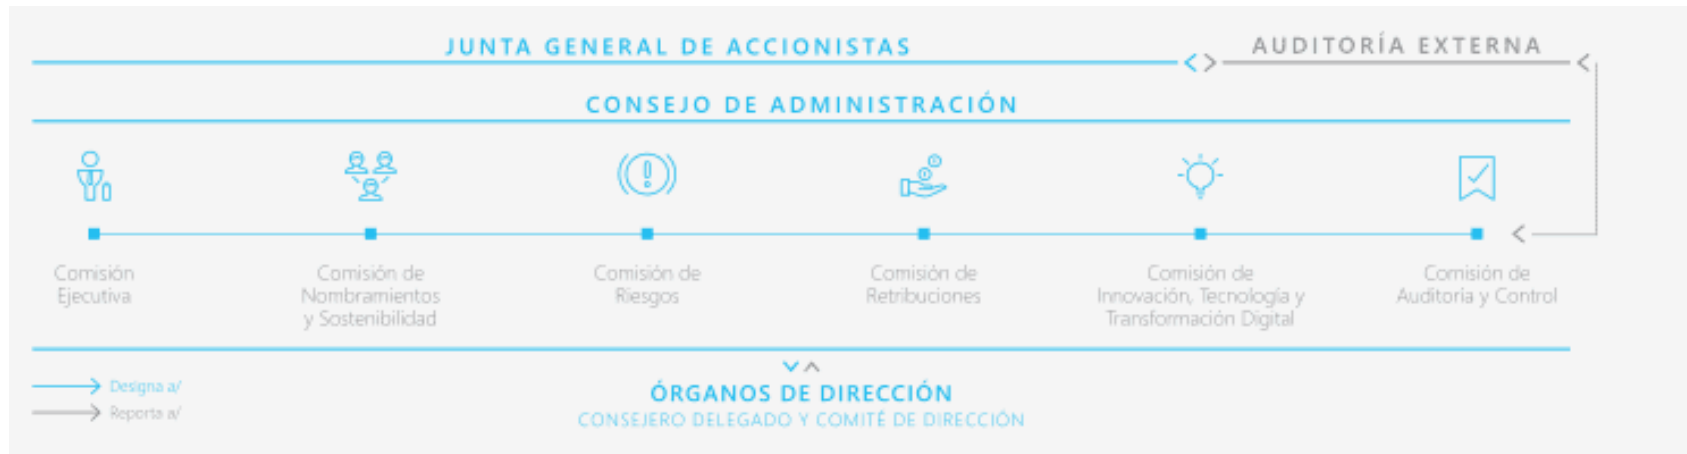 JUNTA GENERAL DE ACCIONISTAS
AUDITORÍA EXTERNA
CONSEJO DE ADMINISTRACIÓN
Comisión
Ejecutiva
Comisión de
Nombramientos
y Sostenibilidad
Comisión de
Riesgos
Comisión de
Retribuciones
Comisión de
Innovación, Tecnología y
Transformación Digital
Comisión de
Auditoría y Control
Designa a/
Reporta a/
ÓRGANOS DE DIRECCIÓN
CONSEJERO DELEGADO Y COMITÉ DE DIRECCIÓN